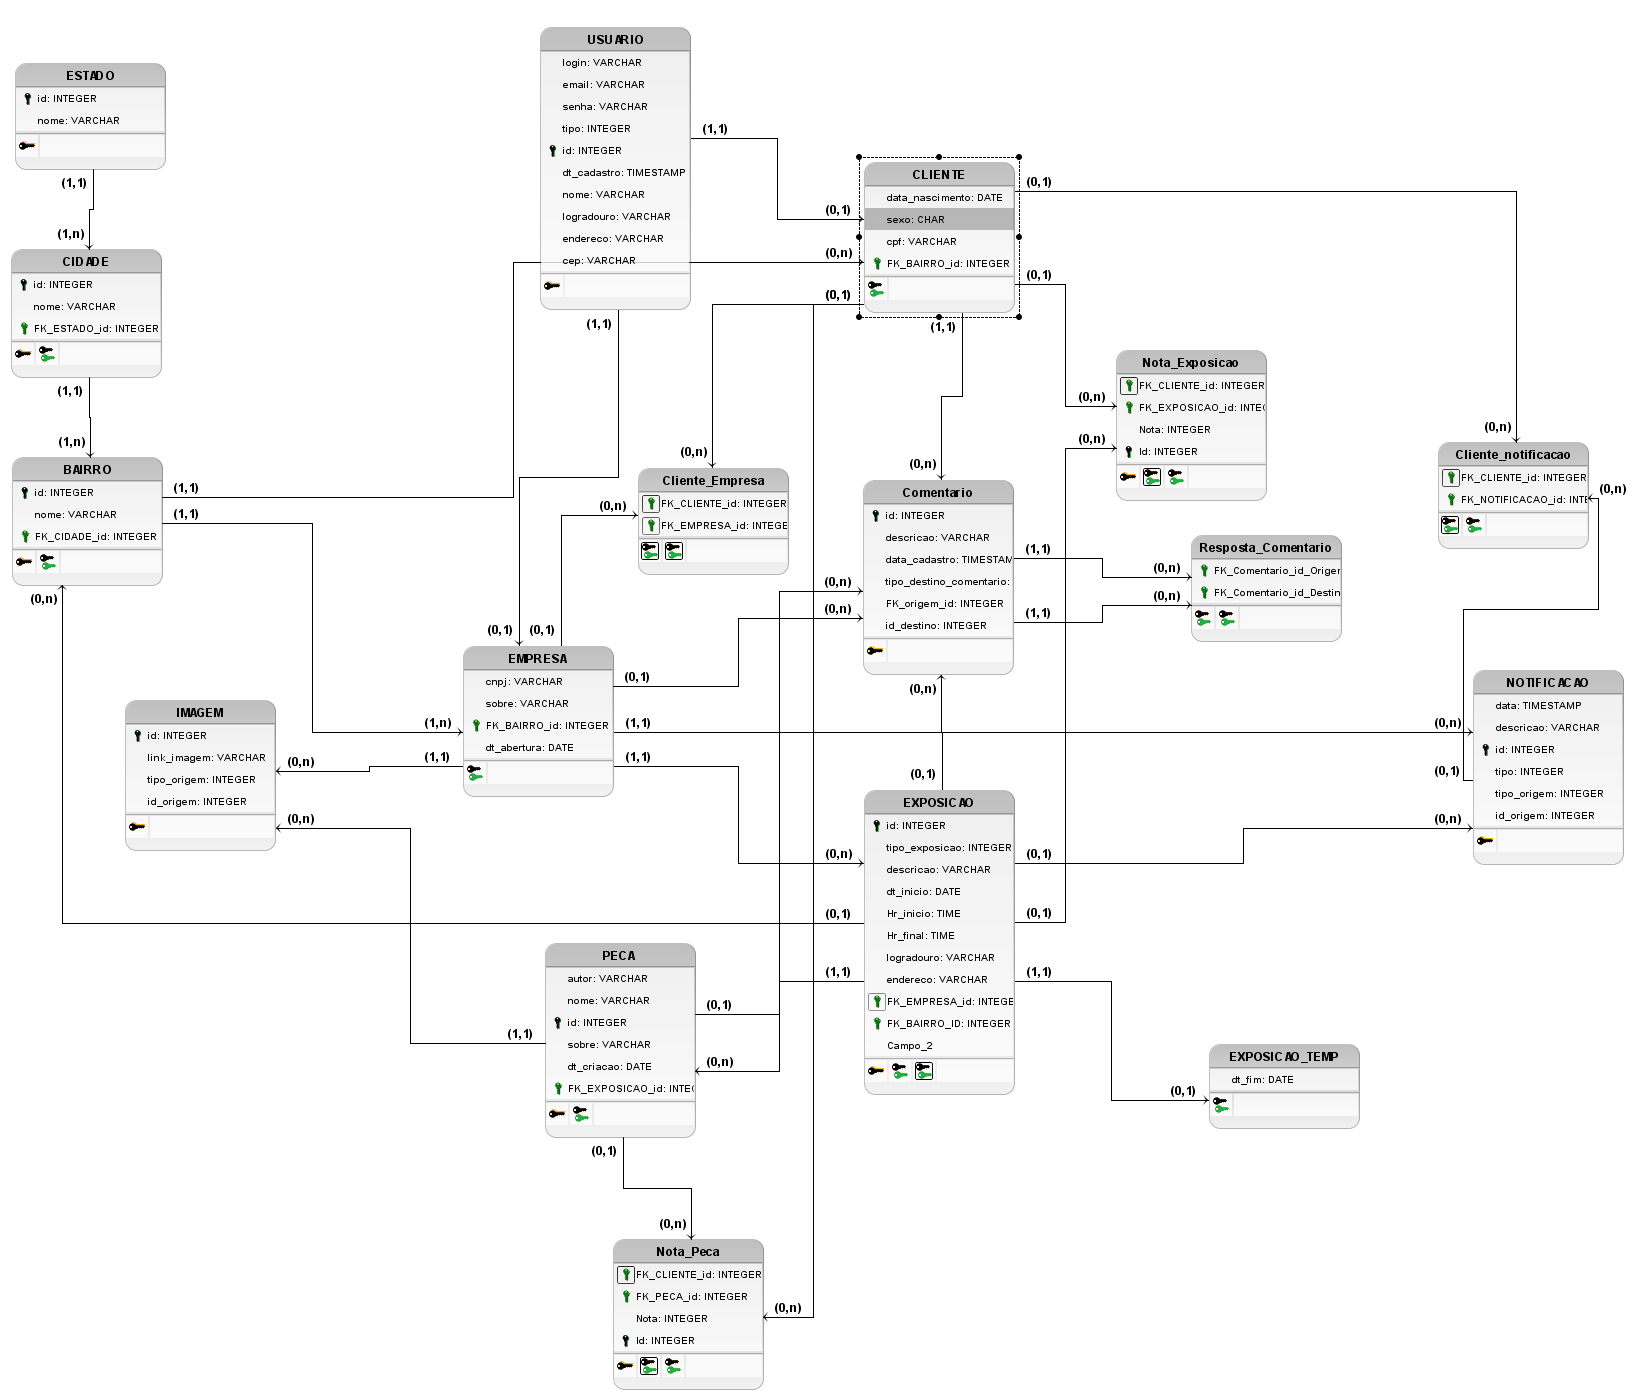 USUARIO
login: VARCHAR
email: VARCHAR
senha: VARCHAR
tipo: INTEGER
id: INTEGER
dt_cadastro: TIMESTAMP
nome: VARCHAR
logradouro: VARCHAR
endereco: VARCHAR
cep: VARCHAR
(1,1)
(1,1)
ESTADO
id: INTEGER
nome: VARCHAR
(1,1)
(1,n)
CIDADE
id: INTEGER
nome: VARCHAR
FK_ESTADO_id: INTEGER
(1,1)
(1,n)
BAIRRO
id: INTEGER
nome: VARCHAR
FK_CIDADE_id: INTEGER
(1,1)
(1,1)
(0,n)
CLIENTE
data_nascimento: DATE
sexo: CHAR
cpf: VARCHAR
FK_BAIRRO_id: INTEGER
(0,1)
(0,n)
(0,1)
(1,1)
(0,1)
(0,1)
Nota_Exposicao
FK_CLIENTE_id: INTEGER
FK_EXPOSICAO_id: INTE
Nota: INTEGER
Id: INTEGER
(0,n)
(0,n)
Cliente_notificacao
FK_CLIENTE_id: INTEGER
FK_NOTIFICACAO_id: INTE
(0,n)
(0,n)
Cliente_Empresa
FK_CLIENTE_id: INTEGER
FK_EMPRESA_id: INTEGE
(0,n)
(0,n)
Comentario
id: INTEGER
descricao: VARCHAR
data_cadastro: TIMESTAM
tipo_destino_comentario:
FK_origem_id: INTEGER
id_destino: INTEGER
(0,n)
(0,n)
(0,n)
(0,n)
(1,1)
(1,1)
Resposta_Comentario
FK_Comentario_id_Origer
FK_Comentario_id_Destin
(0,n)
(0,n)
EMPRESA
cnpj: VARCHAR
sobre: VARCHAR
FK_BAIRRO_id: INTEGER
dt_abertura: DATE
(0,1)
(0,1)
(1,n)
(1,1)
(0,1)
(1,1)
(1,1)
IMAGEM
id: INTEGER
link_imagem: VARCHAR
tipo_origem: INTEGER
id_origem: INTEGER
(0,n)
(0,n)
NOTIFICACAO
data: TIMESTAMP
descricao: VARCHAR
id: INTEGER
tipo: INTEGER
tipo_origem: INTEGER
id_origem: INTEGER
(0,n)
(0,1)
(0,n)
EXPOSICAO
id: INTEGER
tipo_exposicao: INTEGER
descricao: VARCHAR
dt_inicio: DATE
Hr_inicio: TIME
Hr_final: TIME
logradouro: VARCHAR
endereco: VARCHAR
FK_EMPRESA_id: INTEGE
FK_BAIRRO_ID: INTEGER
Campo_2
(0,1)
(0,n)
(0,1)
(1,1)
(0,1)
(0,1)
(1,1)
PECA
autor: VARCHAR
nome: VARCHAR
id: INTEGER
sobre: VARCHAR
dt_criacao: DATE
FK_EXPOSICAO_id: INTE
(1,1)
(0,1)
(0,n)
(0,1)
EXPOSICAO_TEMP
dt_fim: DATE
(0,1)
Nota_Peca
FK_CLIENTE_id: INTEGER
FK_PECA_id: INTEGER
Nota: INTEGER
Id: INTEGER
(0,n)
(0,n)